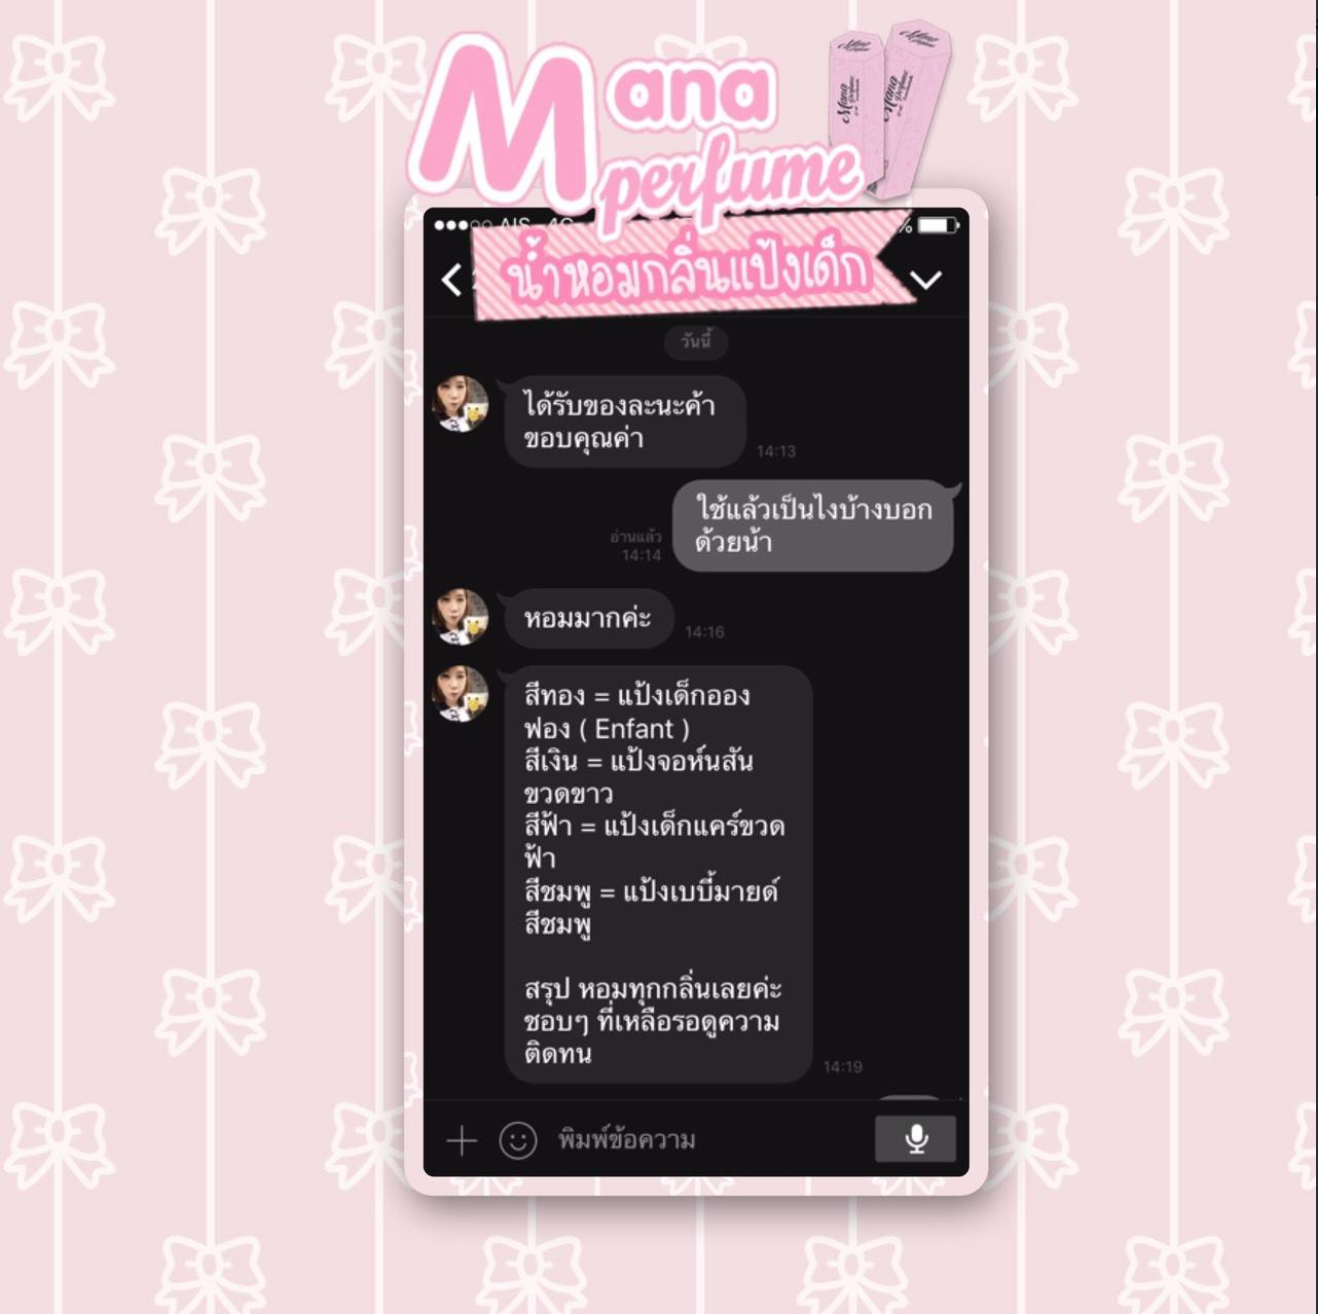 Mana
perfume
น้ำหอมกลิ่นแป้งเด็ก
วันนี้
ได้รับของละนะค้า
ขอบคุณค่า
14:13
ใช้แล้วเป็นไงบ้างบอก
ด้วยน้า
อ่านแล้ว
14:14
หอมมากค่ะ
14:16
สีทอง = แป้งเด็กออง
ฟอง ( Enfant )
สีเงิน = แป้งจอห์นสัน
ขวดขาว
สีฟ้า = แป้งเด็กแคร์ขวด
ฟ้า
สีชมพู = แป้งเบบี้มายด์
สีชมพู
สรุป หอมทุกกลิ่นเลยค่ะ
ชอบๆ ที่เหลือรอดูความ
ติดทน
14:19
พิมพ์ข้อความ